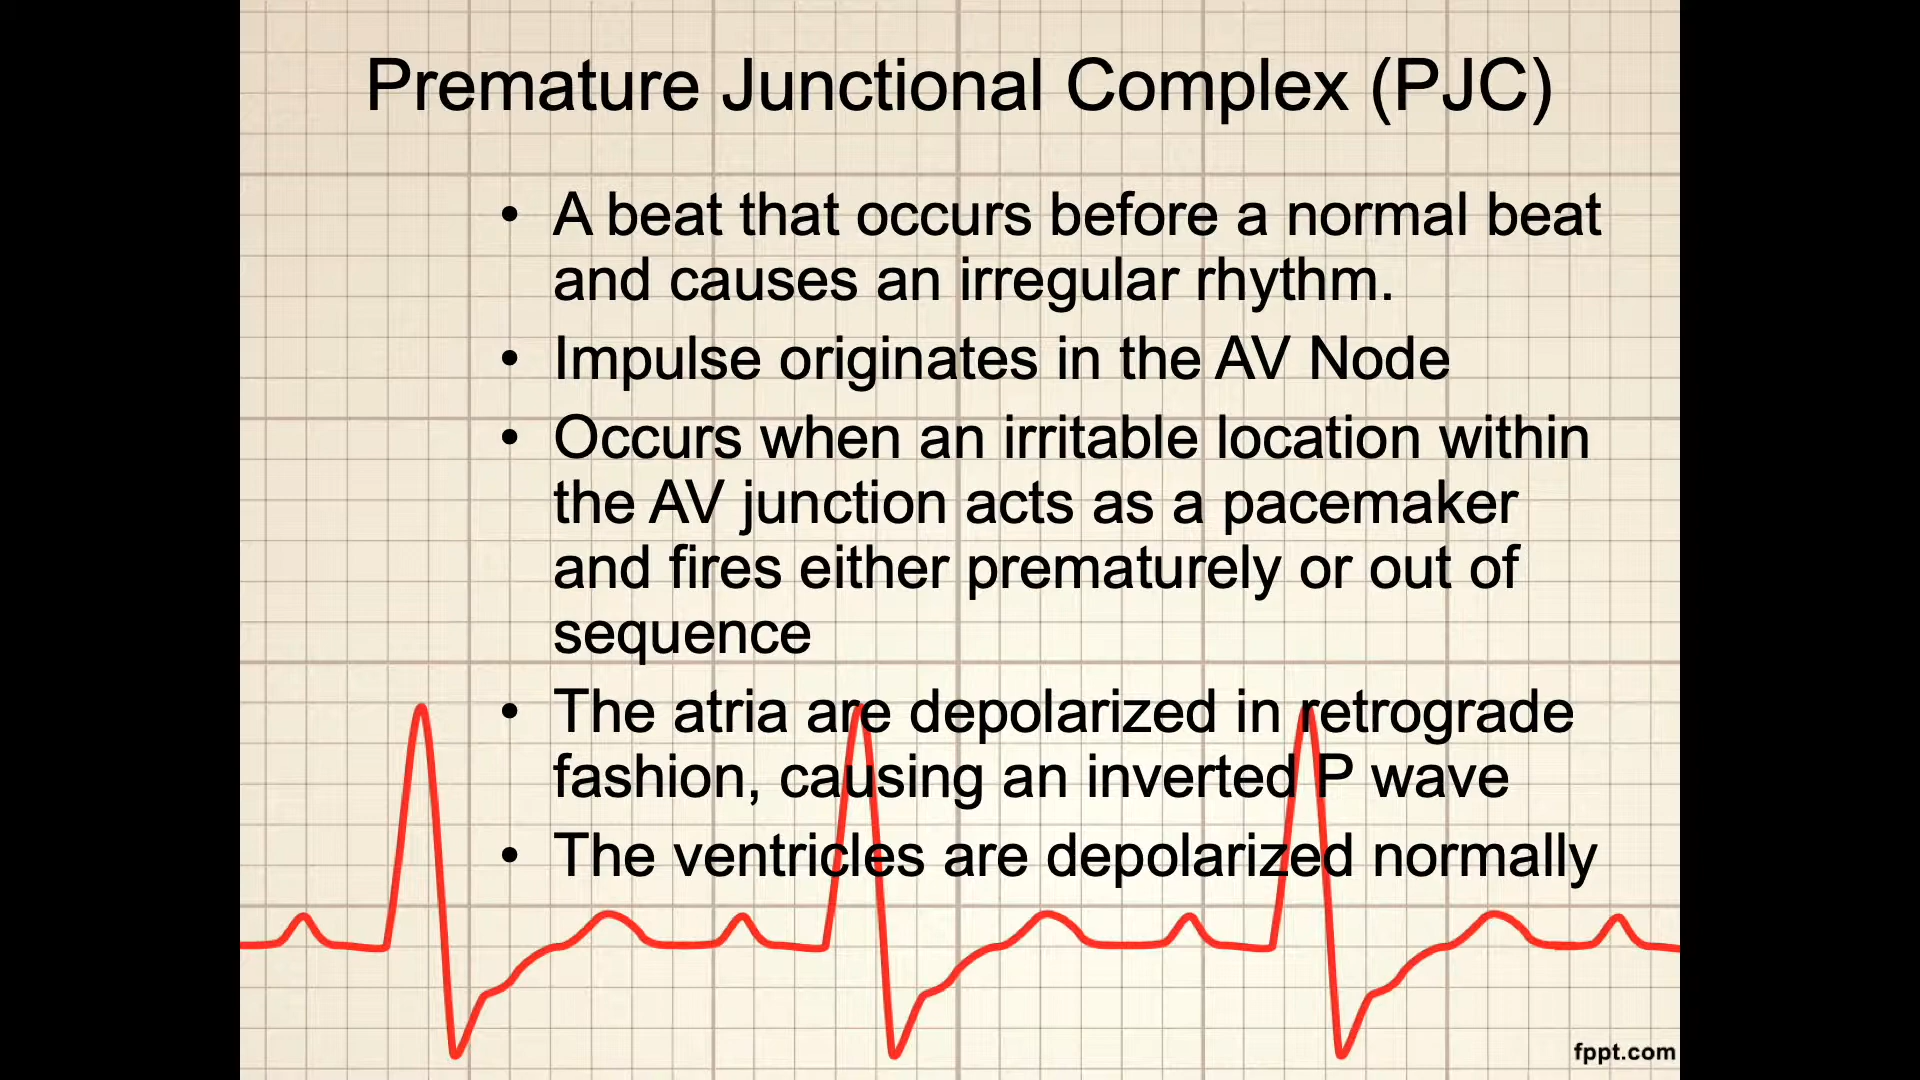 Premature Junctional Complex (PJC)
• A beat that occurs before a normal beat
and causes an irregular rhythm.
• Impulse originates in the AV Node
• Occurs when an irritable location within
the AV junction acts as a pacemaker
and fires either prematurely or out of
sequence
• The atria are depolarized in retrograde
fashion, causing an inverted P wave
• The ventricles are depolarized normally
fppt.com